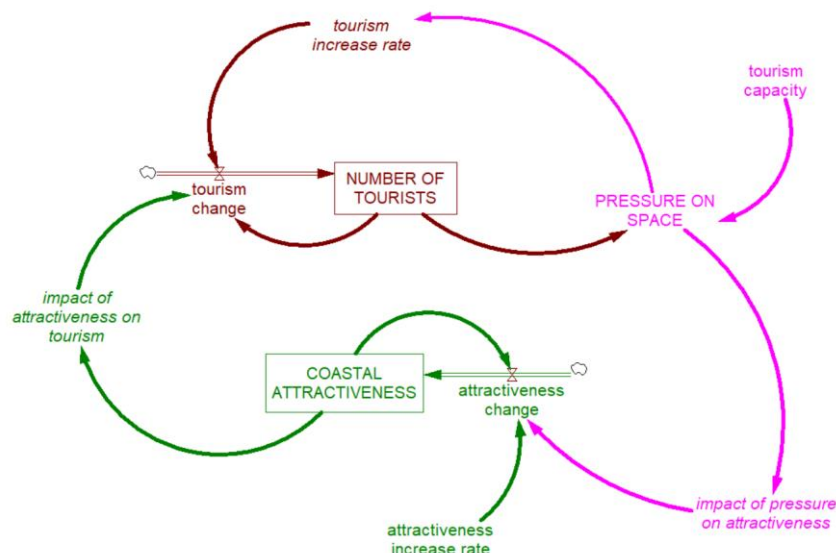 tourism
increase rate
tourism
capacity
tourism
change
NUMBER OF
TOURISTS
PRESSURE ON
SPACE
impact of
attractiveness on
tourism
COASTAL
ATTRACTIVENESS
attractiveness
change
impact of pressure
on attractiveness
attractiveness
increase rate